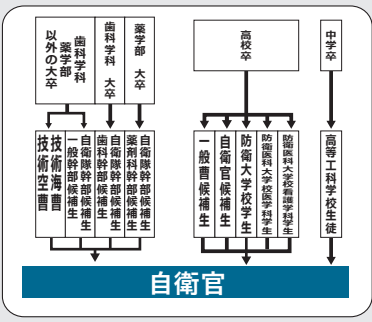 歯科学科
薬学部
以外の大卒
歯科学科 大卒
薬学部 大卒
高校卒
中学卒
技術空曹
技術海曹
自衛隊幹部候補生
一般幹部候補生
自衛隊幹部候補生
歯科幹部候補生
自衛隊幹部候補生
薬剤科幹部候補生
一般曹候補生
自衛官候補生
防衛大学校学生
防衛医科大学校医学科学生
防衛医科大学校看護学科学生
高等工科学校生徒
自衛官